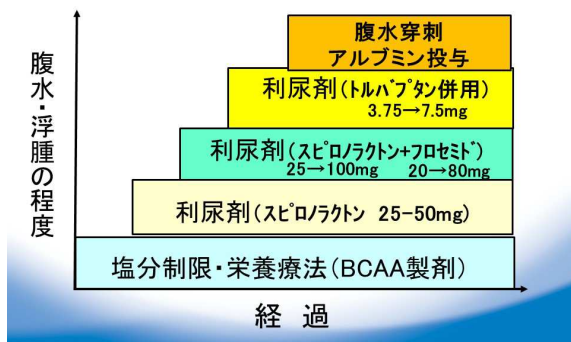 腹水・浮腫の程度
腹水穿刺
アルブミン投与
利尿剤(トルバプタン併用)
3.75→7.5mg
利尿剤(スピロノラクトン+フロセミド)
25→100mg 20→80mg
利尿剤(スピロノラクトン 25-50mg)
塩分制限・栄養療法(BCAA製剤)
経 過